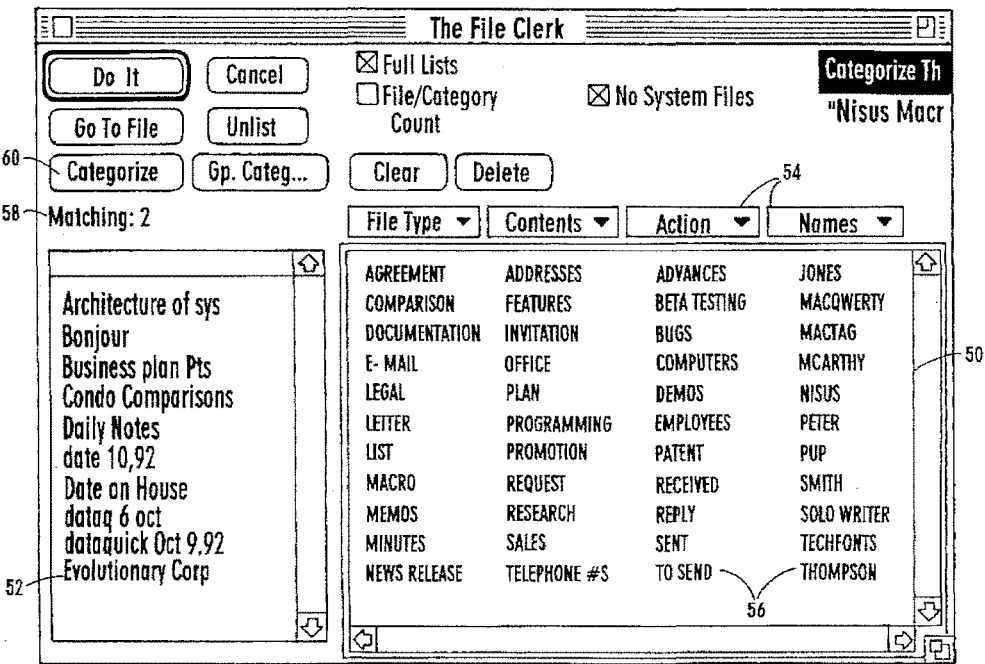 The File Clerk
Do It Cancel
Full Lists
Categorize Th
File/Category Count
No System Files
"Nisus Macr
Go To File Unlist
60 Categorize Gp. Categ... Clear Delete
54
58 Matching: 2
File Type Contents Action Names
Architecture of sys
Bonjour
Business plan Pts
Condo Comparisons
Daily Notes
date 10,92
Date on House
dataq 6 oct
dataquick Oct 9,92
52 Evolutionary Corp
AGREEMENT ADDRESSES ADVANCES JONES
COMPARISON FEATURES BETA TESTING MACQWERTY
DOCUMENTATION INVITATION BUGS MACTAG
E- MAIL OFFICE COMPUTERS MCARTHY
50
LEGAL PLAN DEMOS NISUS
LETTER PROGRAMMING EMPLOYEES PETER
LIST PROMOTION PATENT PUP
MACRO REQUEST RECEIVED SMITH
MEMOS RESEARCH REPLY SOLO WRITER
MINUTES SALES SENT TECHFONTS
NEWS RELEASE TELEPHONE #S TO SEND THOMPSON
56